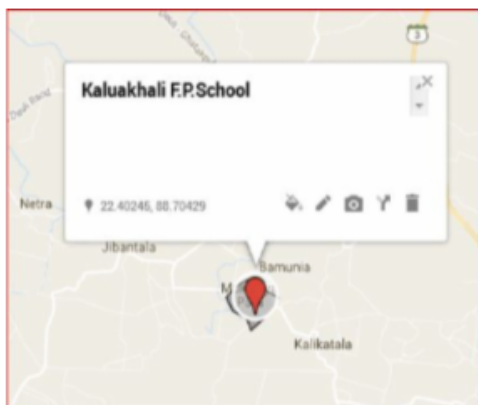 3
Kaluakhali F.P.School
Netra
22.40245, 88.70429
Jibantala
Bamunia
M
Kalikatala